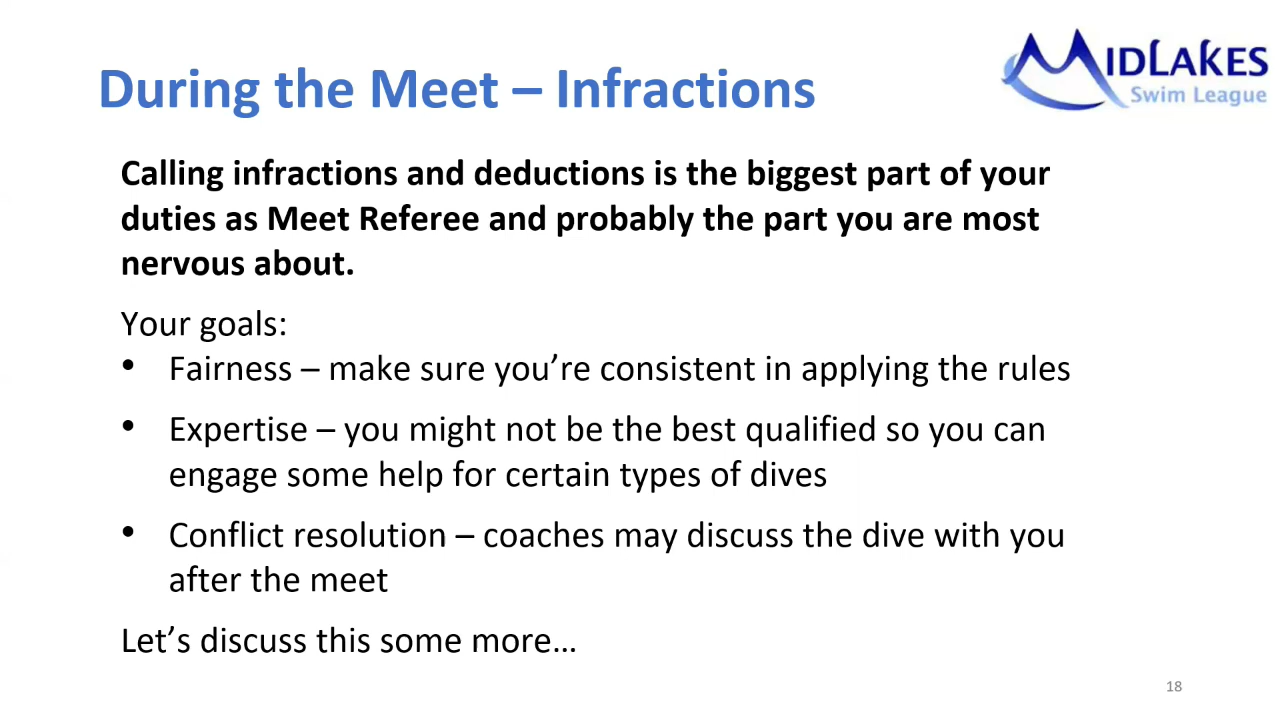 During the Meet – Infractions
MIDLAKES
Swim League
Calling infractions and deductions is the biggest part of your
duties as Meet Referee and probably the part you are most
nervous about.
Your goals:
• Fairness – make sure you’re consistent in applying the rules
• Expertise – you might not be the best qualified so you can
engage some help for certain types of dives
• Conflict resolution – coaches may discuss the dive with you
after the meet
Let’s discuss this some more…
18